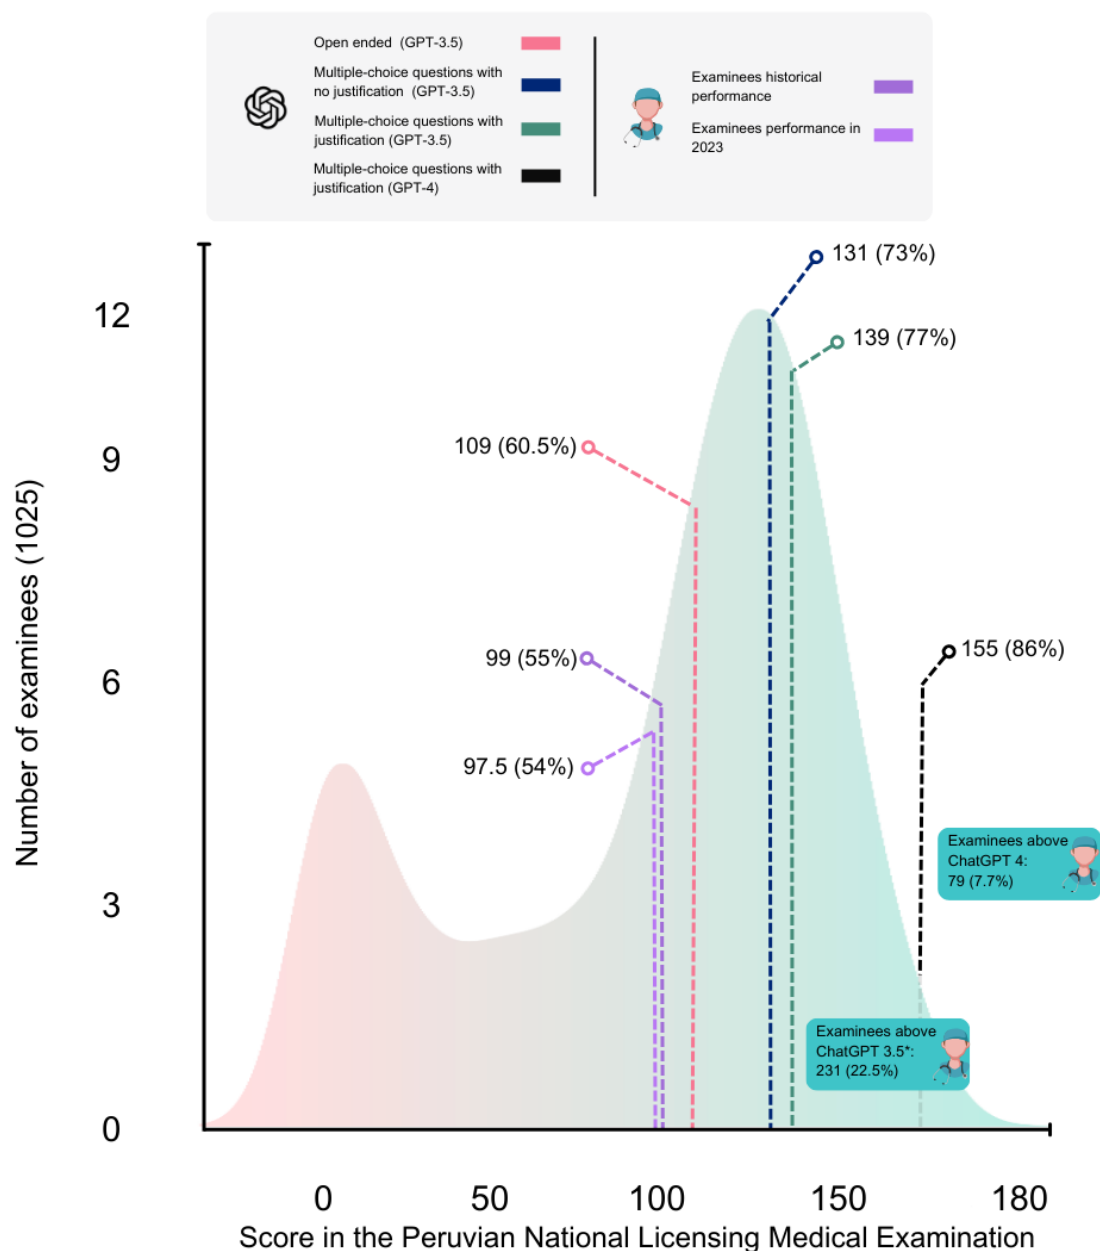 Open ended  (GPT-3.5)
Multiple-choice questions with
no justification  (GPT-3.5)
Multiple-choice questions with
justification (GPT-3.5)
Multiple-choice questions with
justification (GPT-4)
Examinees historical
performance
Examinees performance in
2023
131 (73%)
12
139 (77%)
109 (60.5%)
9
Number of examinees (1025)
155 (86%)
99 (55%)
6
97.5 (54%)
Examinees above
ChatGPT 4:
79 (7.7%)
3
Examinees above
ChatGPT 3.5*:
231 (22.5%)
0
0 50 100 150 180
Score in the Peruvian National Licensing Medical Examination